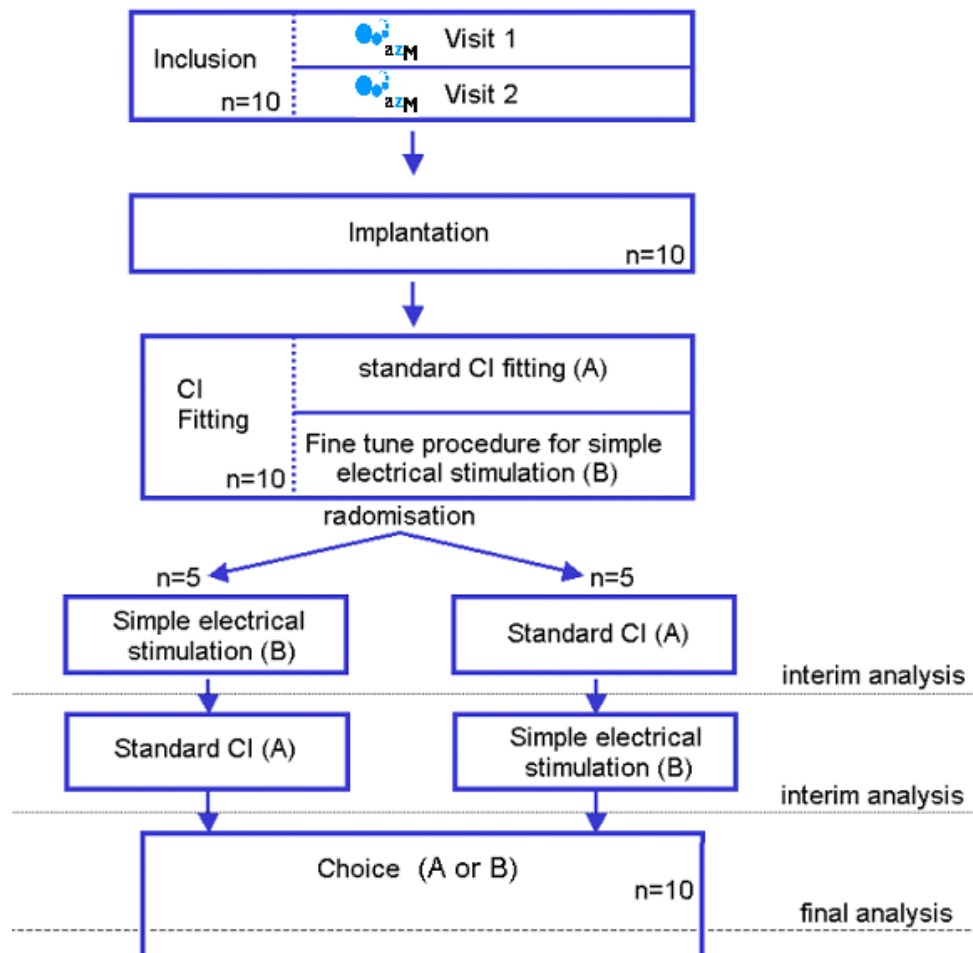 Inclusion
n=10
azM Visit 1
azM Visit 2
Implantation
n=10
CI
Fitting
n=10
standard CI fitting (A)
Fine tune procedure for simple
electrical stimulation (B)
radomisation
n=5
n=5
Simple electrical
stimulation (B)
Standard CI (A)
interim analysis
Standard CI (A)
Simple electrical
stimulation (B)
interim analysis
Choice (A or B)
n=10
final analysis